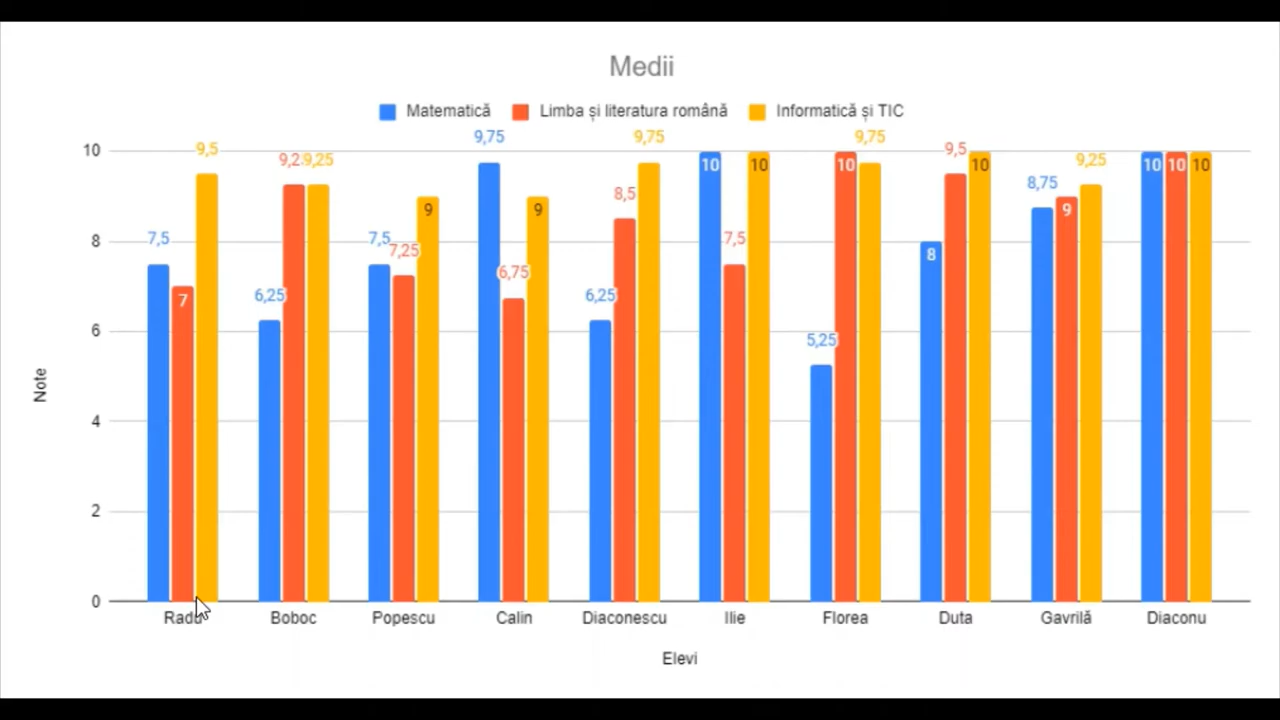 Medii
Matematică Limba și literatura română Informatică și TIC
10
8
6
4
2
0
Note
7,5 7 9,5
6,25 9,25
7,5 7,25 9
9,75 6,75 9
6,25 8,5 9,75
10 7,5 10
5,25 10 9,75
8 9,5 10
8,75 9 9,25
10 10 10
Radu Boboc Popescu Calin Diaconescu Ilie Florea Duta Gavrilă Diaconu
Elevi